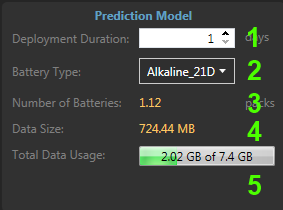 Prediction Model
Deployment Duration: 1 days 1
Battery Type: Alkaline_21D 2
Number of Batteries: 1.12 packs 3
Data Size: 724.44 MB 4
Total Data Usage: 2.02 GB of 7.4 GB
5